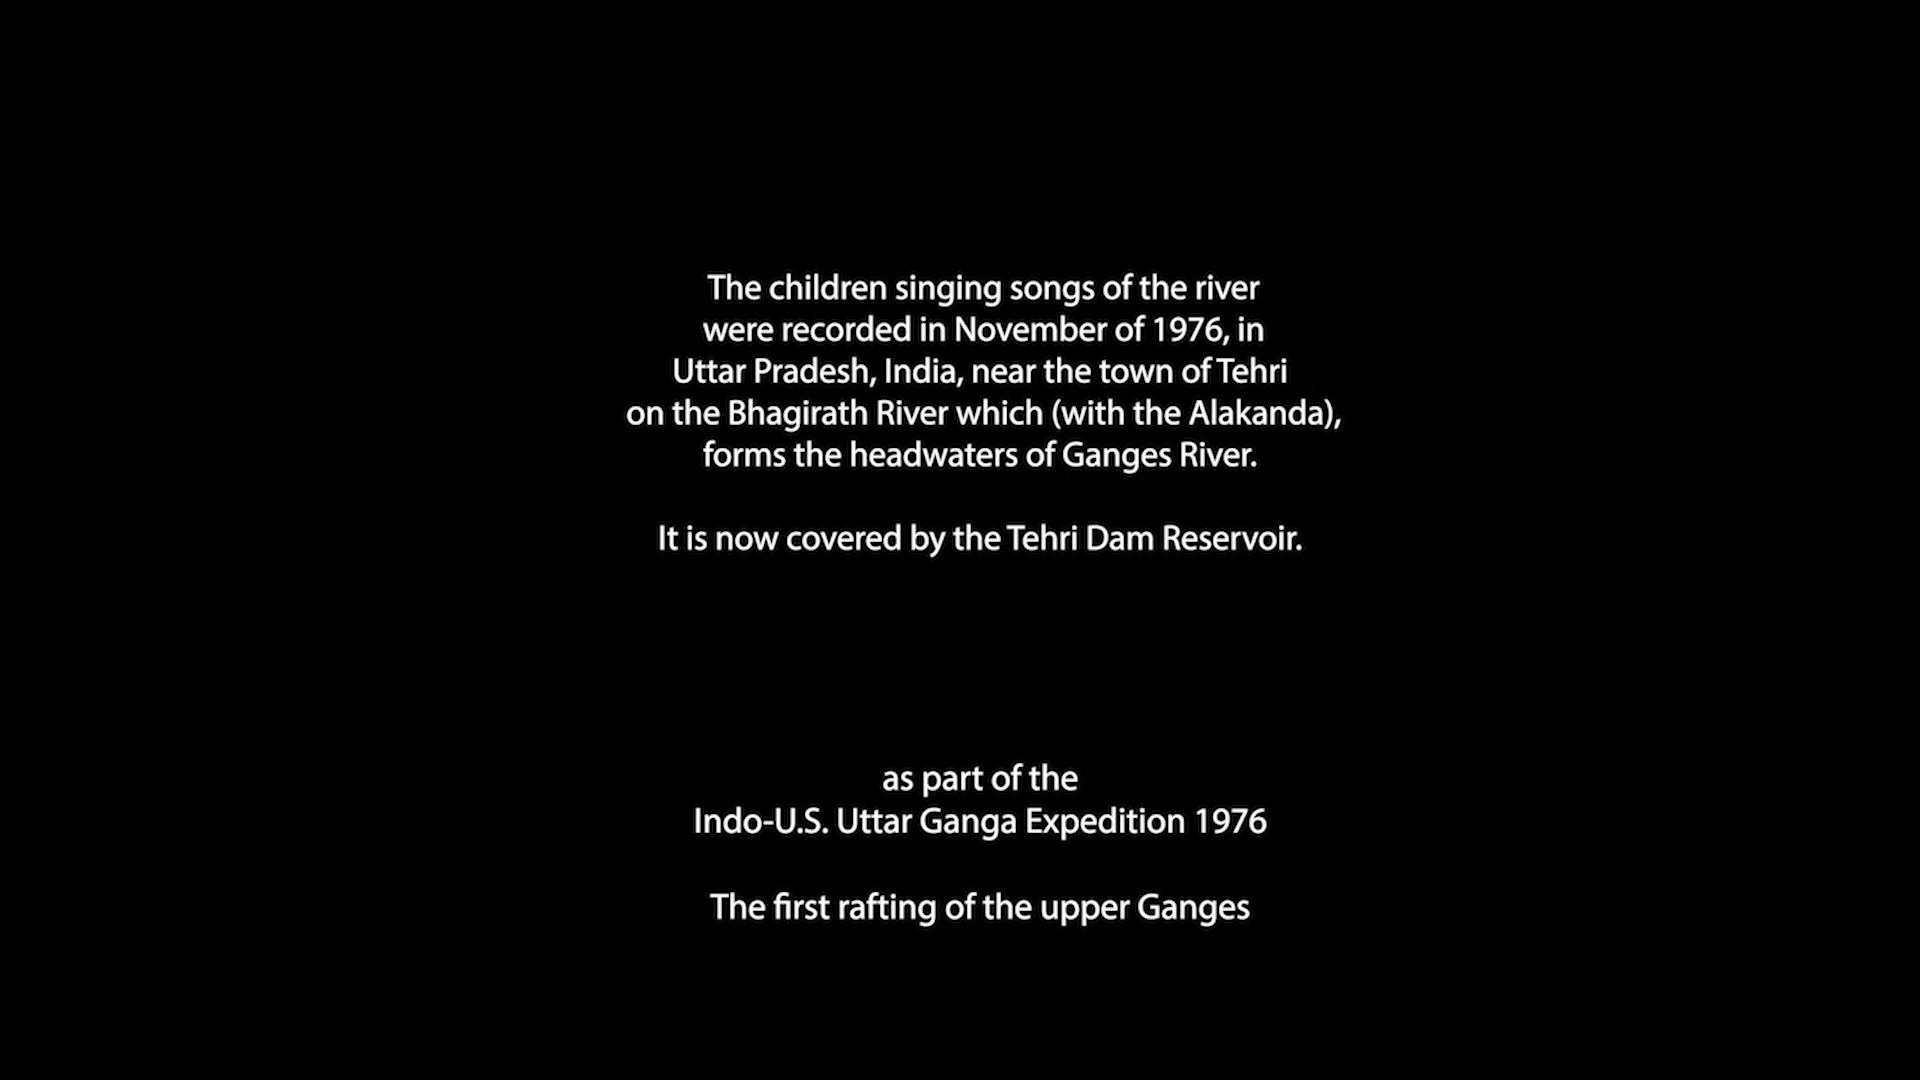 The children singing songs of the river
were recorded in November of 1976, in
Uttar Pradesh, India, near the town of Tehri
on the Bhagirath River which (with the Alakanda),
forms the headwaters of Ganges River.
It is now covered by the Tehri Dam Reservoir.
as part of the
Indo-U.S. Uttar Ganga Expedition 1976
The first rafting of the upper Ganges